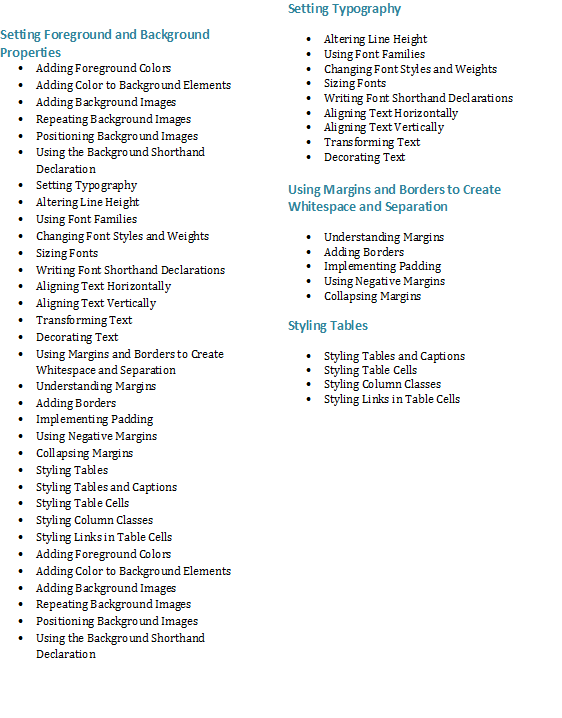 Setting Foreground and Background
Properties
• Adding Foreground Colors
• Adding Color to Background Elements
• Adding Background Images
• Repeating Background Images
• Positioning Background Images
• Using the Background Shorthand
Declaration
• Setting Typography
• Altering Line Height
• Using Font Families
• Changing Font Styles and Weights
• Sizing Fonts
• Writing Font Shorthand Declarations
• Aligning Text Horizontally
• Aligning Text Vertically
• Transforming Text
• Decorating Text
• Using Margins and Borders to Create
Whitespace and Separation
• Understanding Margins
• Adding Borders
• Implementing Padding
• Using Negative Margins
• Collapsing Margins
• Styling Tables
• Styling Tables and Captions
• Styling Table Cells
• Styling Column Classes
• Styling Links in Table Cells
• Adding Foreground Colors
• Adding Color to Background Elements
• Adding Background Images
• Repeating Background Images
• Positioning Background Images
• Using the Background Shorthand
Declaration
Setting Typography
• Altering Line Height
• Using Font Families
• Changing Font Styles and Weights
• Sizing Fonts
• Writing Font Shorthand Declarations
• Aligning Text Horizontally
• Aligning Text Vertically
• Transforming Text
• Decorating Text
Using Margins and Borders to Create
Whitespace and Separation
• Understanding Margins
• Adding Borders
• Implementing Padding
• Using Negative Margins
• Collapsing Margins
Styling Tables
• Styling Tables and Captions
• Styling Table Cells
• Styling Column Classes
• Styling Links in Table Cells